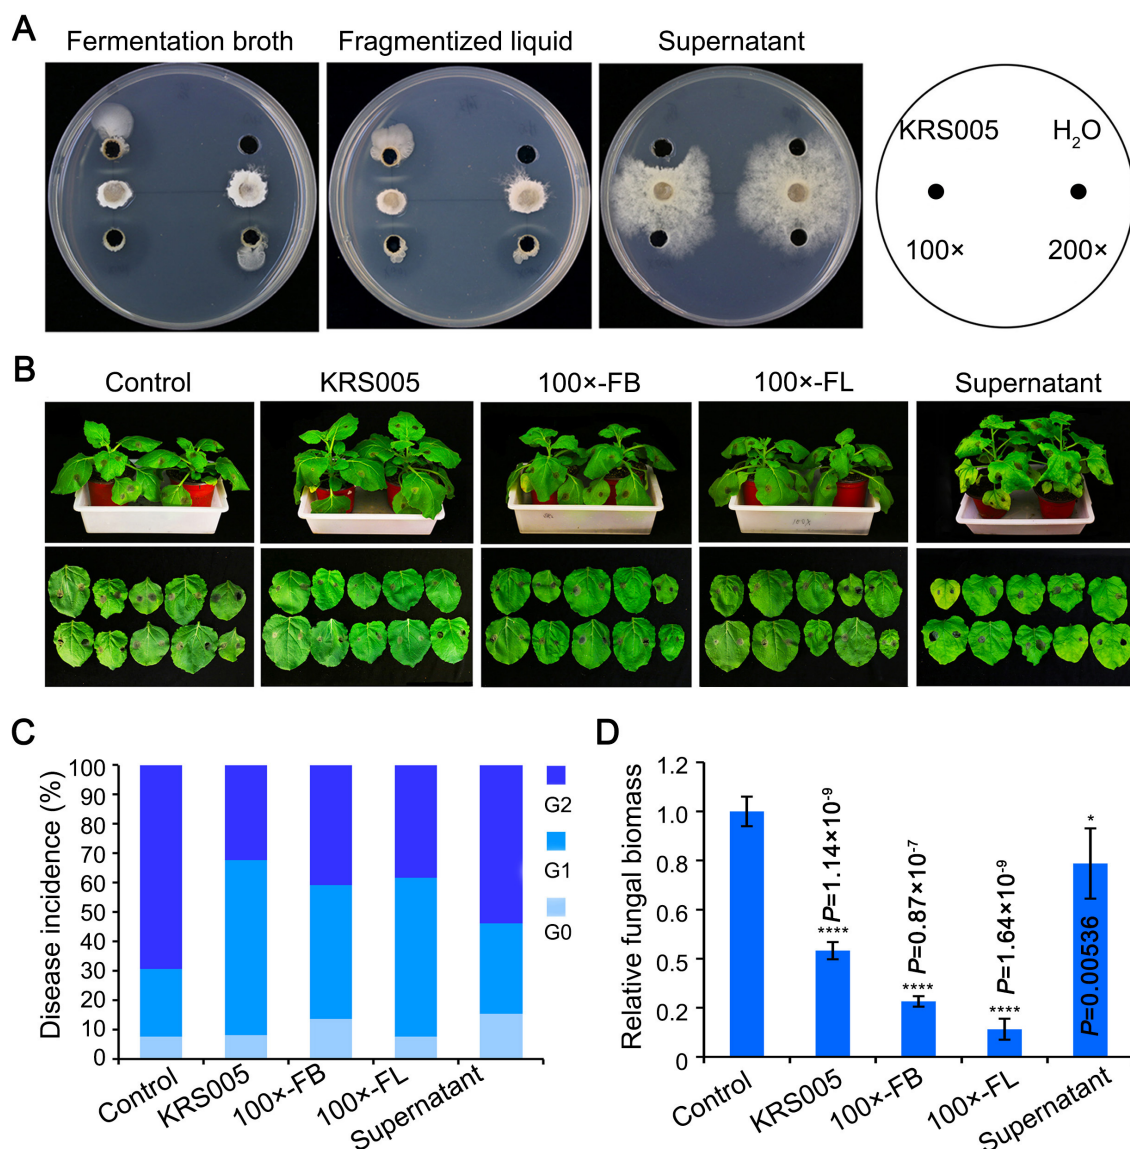 A
Fermentation broth
Fragmentized liquid
Supernatant
KRS005
H₂O
100×
200×
B
Control
KRS005
100×-FB
100×-FL
Supernatant
C
Disease incidence (%)
100
90
80
70
60
50
40
30
20
10
0
G2
G1
G0
Control
KRS005
100×-FB
100×-FL
Supernatant
D
Relative fungal biomass
1.2
1.0
0.6
0.5
0.2
0
****
P=1.14×10⁻⁹
****
P=0.87×10⁻⁷
****
P=1.64×10⁻⁹
*
P=0.00536
Control
KRS005
100×-FB
100×-FL
Supernatant